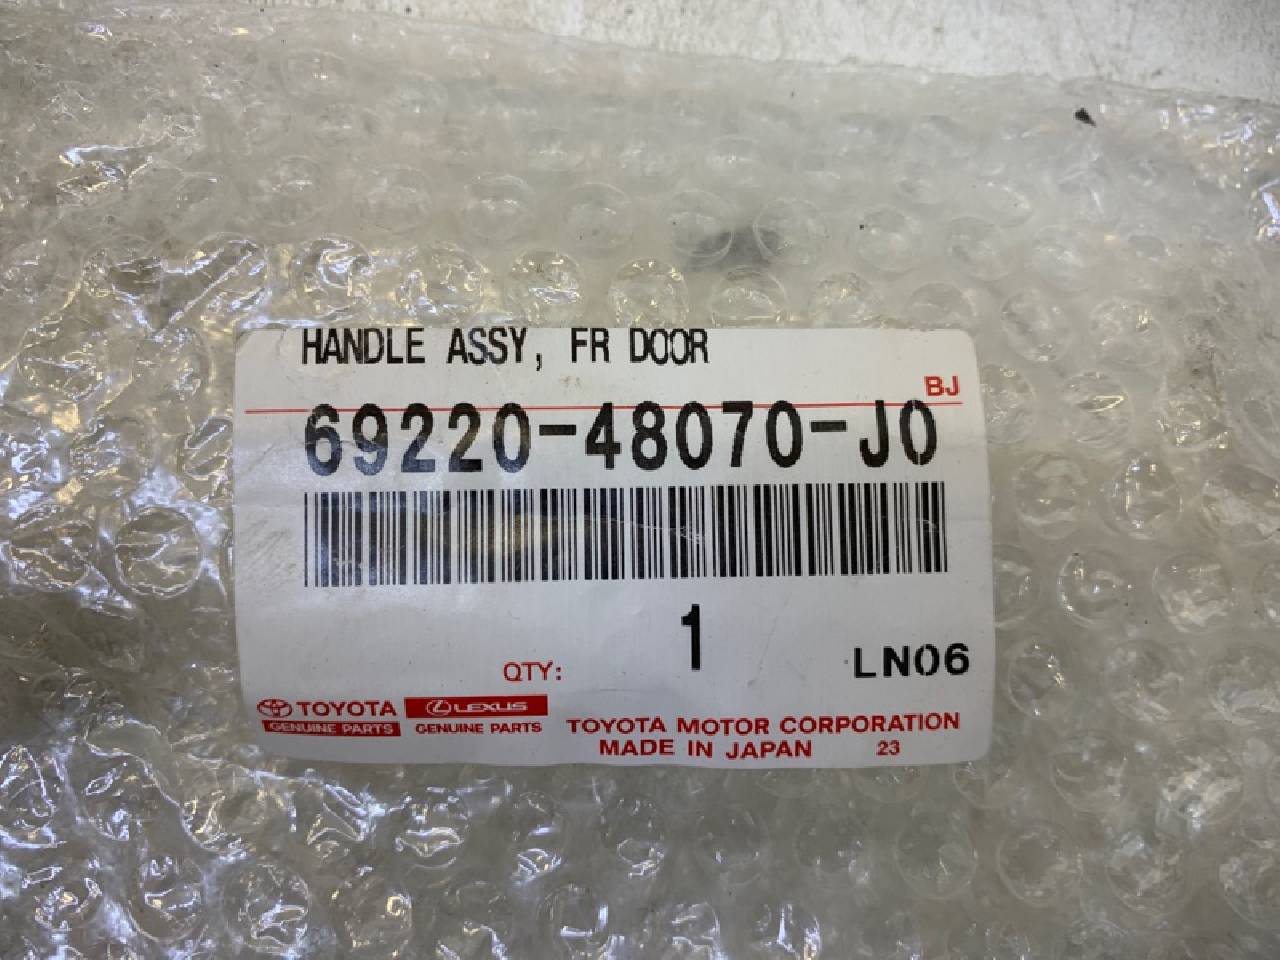 HANDLE ASSY, FR DOOR
BJ
69220-48070-J0
1
QTY:
LN06
TOYOTA
GENUINE PARTS
LEXUS
GENUINE PARTS
TOYOTA MOTOR CORPORATION
MADE IN JAPAN 23